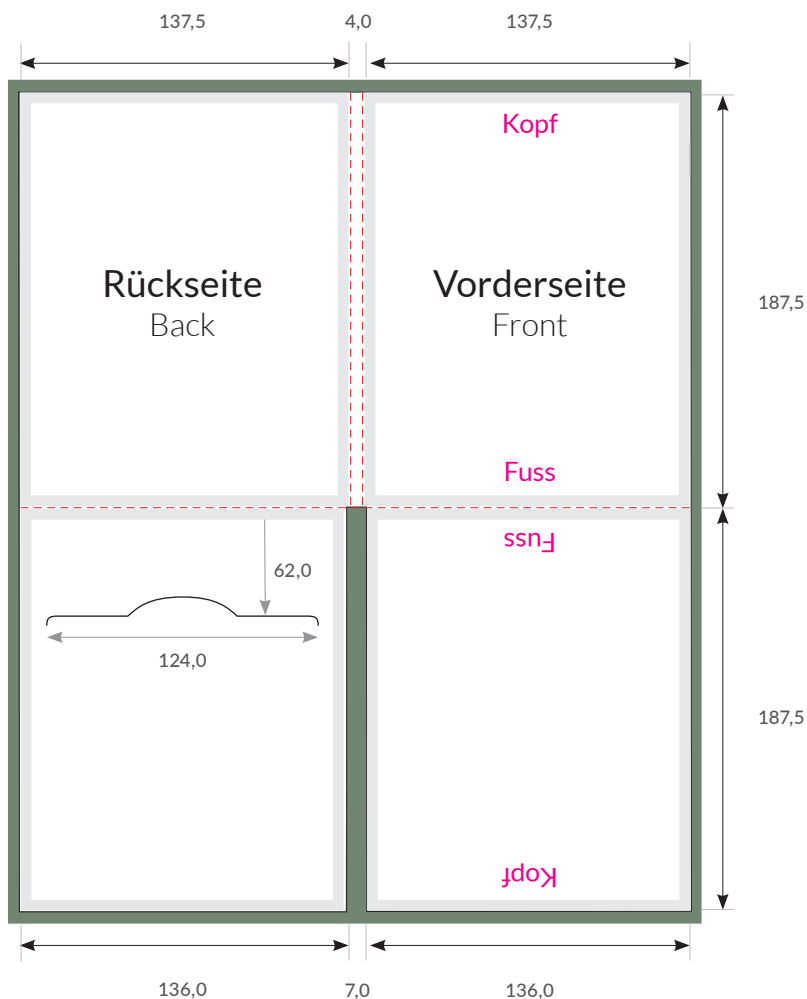 137,5
4,0
137,5
Kopf
Rückseite
Back
Vorderseite
Front
187,5
Fuss
Fuss
62,0
124,0
187,5
Kopf
136,0
7,0
136,0